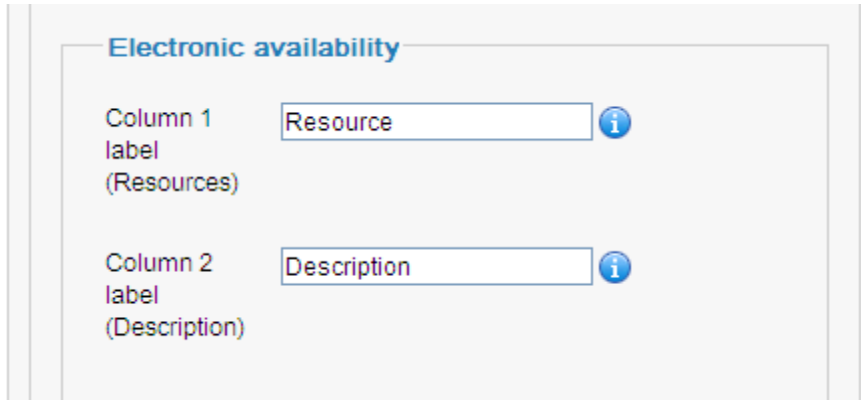 Electronic availability
Column 1 label (Resources)
Resource
Column 2 label (Description)
Description